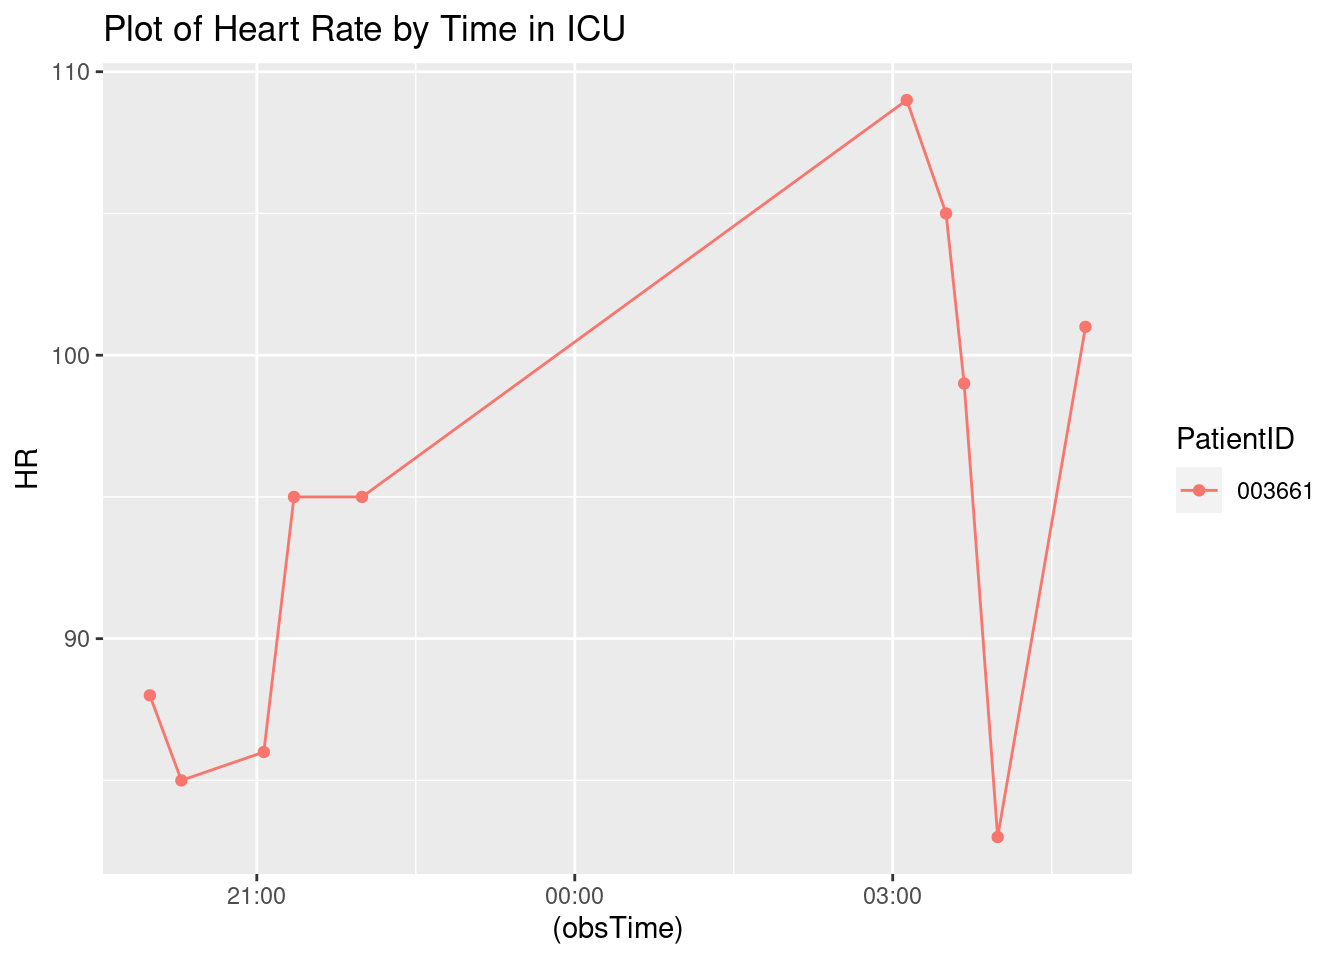 Plot of Heart Rate by Time in ICU
110
100
90
HR
21:00
00:00
03:00
(obsTime)
PatientID
003661